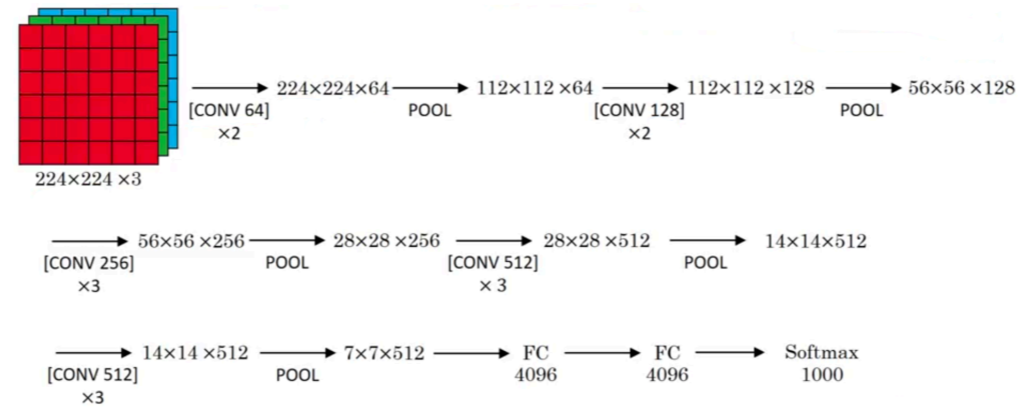 224×224 ×3
224×224×64
112×112 ×64
112×112 ×128
56×56 ×128
[CONV 64]
×2
POOL
[CONV 128]
×2
POOL
56×56 ×256
28×28 ×256
28×28 ×512
14×14×512
[CONV 256]
×3
POOL
[CONV 512]
× 3
POOL
14×14 ×512
7×7×512
FC
4096
FC
4096
Softmax
1000
[CONV 512]
×3
POOL